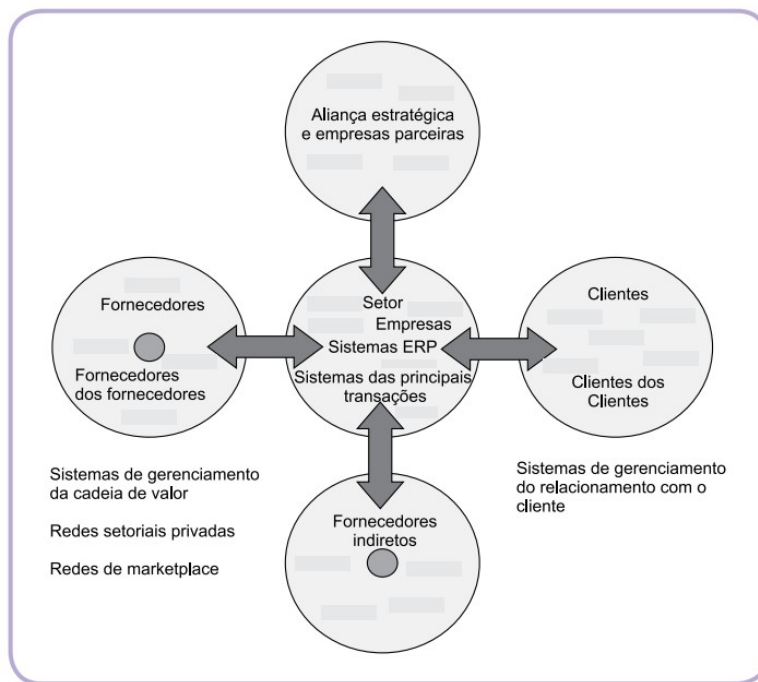 Aliança estratégica
e empresas parceiras
Fornecedores
Fornecedores
dos fornecedores
Setor
Empresas
Sistemas ERP
Sistemas das principais
transações
Clientes
Clientes dos
Clientes
Sistemas de gerenciamento
da cadeia de valor
Redes setoriais privadas
Redes de marketplace
Fornecedores
indiretos
Sistemas de gerenciamento
do relacionamento com o
cliente